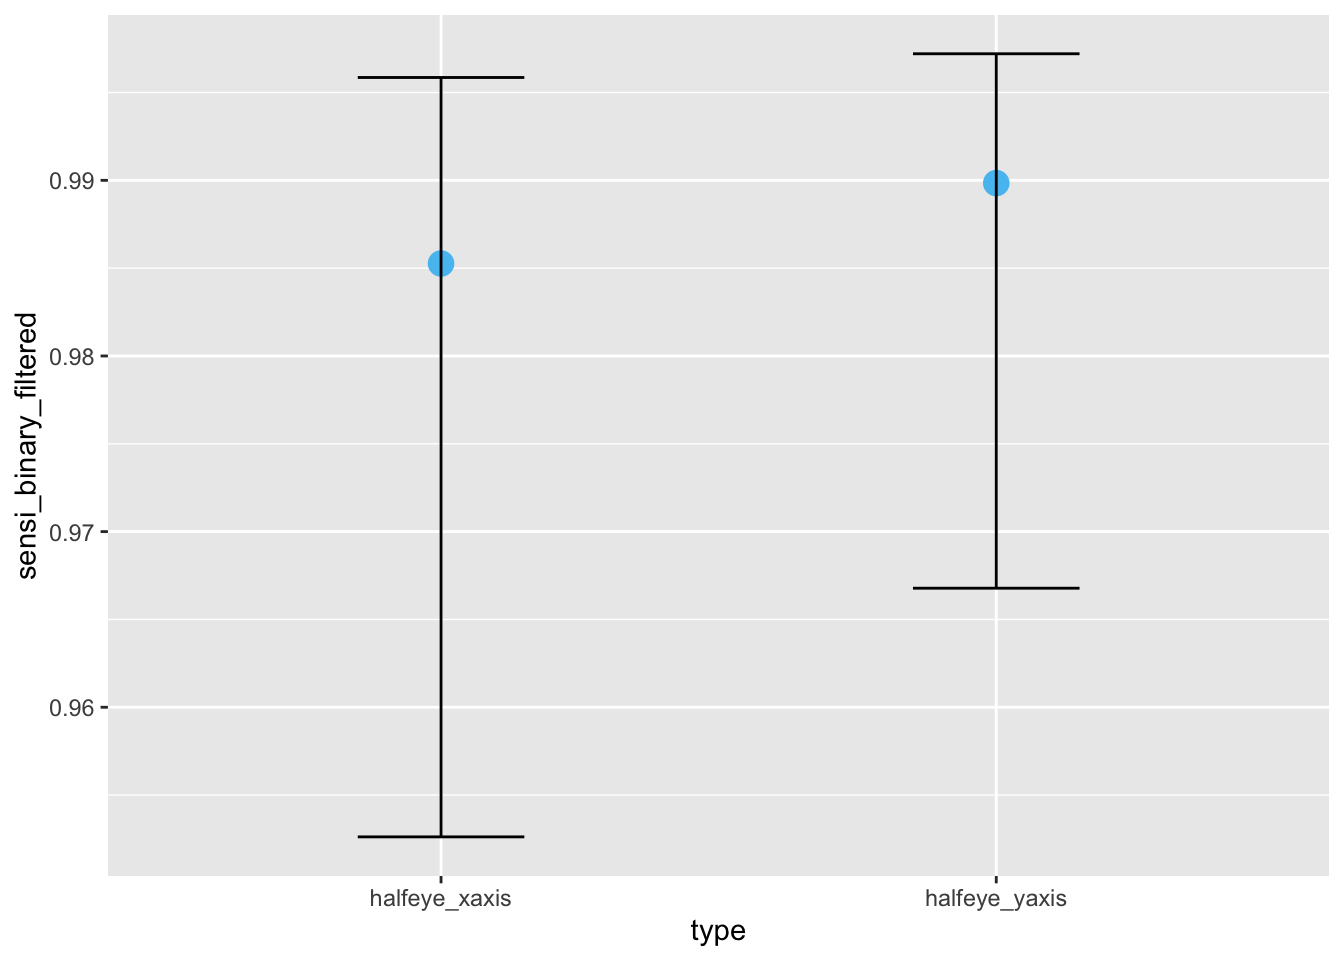 sensi_binary_filtered
0.99
0.98
0.97
0.96
halfeye_xaxis
halfeye_yaxis
type